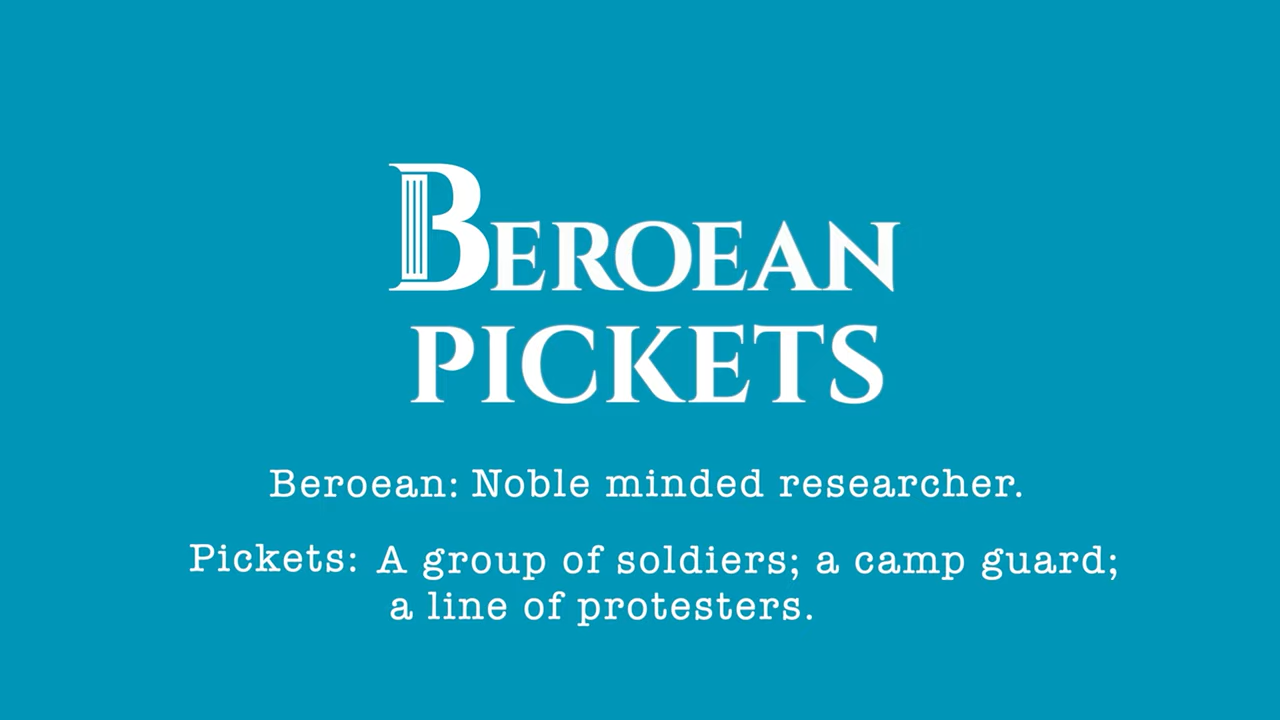 BEROEAN
PICKETS
Beroean: Noble minded researcher.
Pickets: A group of soldiers; a camp guard;
a line of protesters.